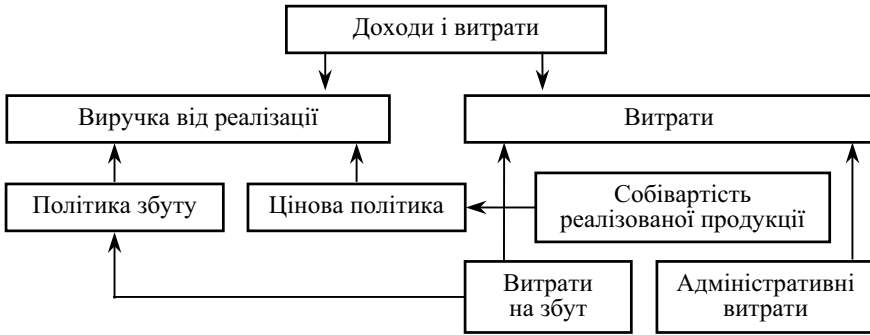 Доходи і витрати
Виручка від реалізації
Витрати
Політика збуту
Цінова політика
Собівартість
реалізованої продукції
Витрати
на збут
Адміністративні
витрати